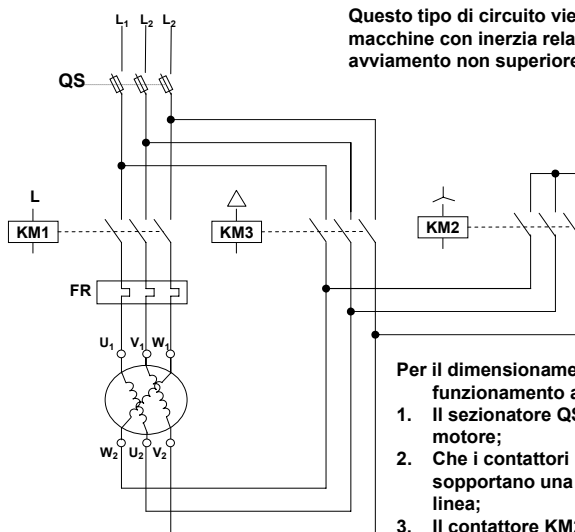 Questo tipo di circuito vie
macchine con inerzia rela
avviamento non superiore
L₁ L₂ L₂
QS
L
KM1
△
KM3
KM2
FR
U₁ V₁ W₁
W₂ U₂ V₂
Per il dimensioname
funzionamento a
1. Il sezionatore QS
motore;
2. Che i contattori
sopportano una
linea;
3. Il contattore KM